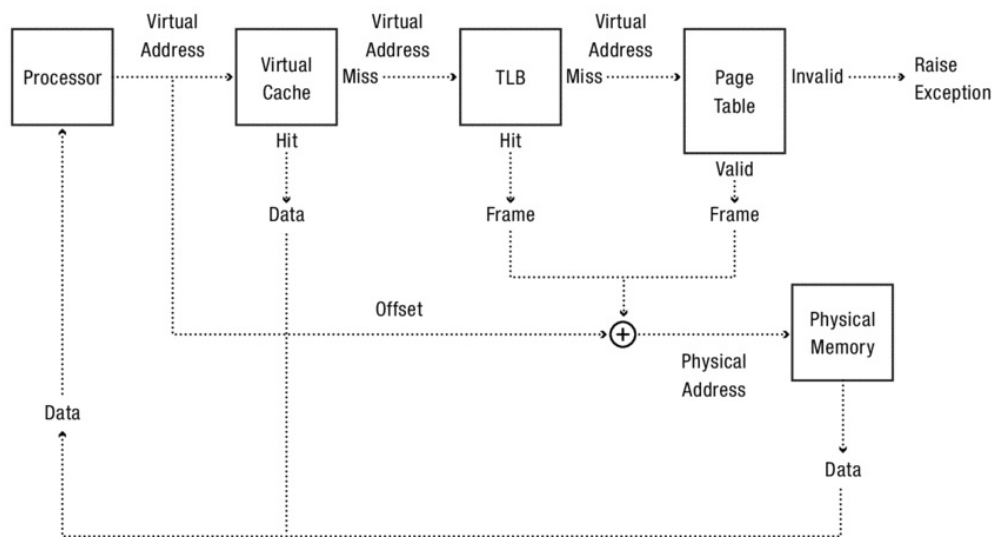 Virtual
Address
Virtual
Address
Virtual
Address
Processor
Virtual
Cache
Miss
TLB
Miss
Page
Table
Invalid
Raise
Exception
Hit
Hit
Valid
Data
Frame
Frame
Offset
Physical
Memory
Physical
Address
Data
Data